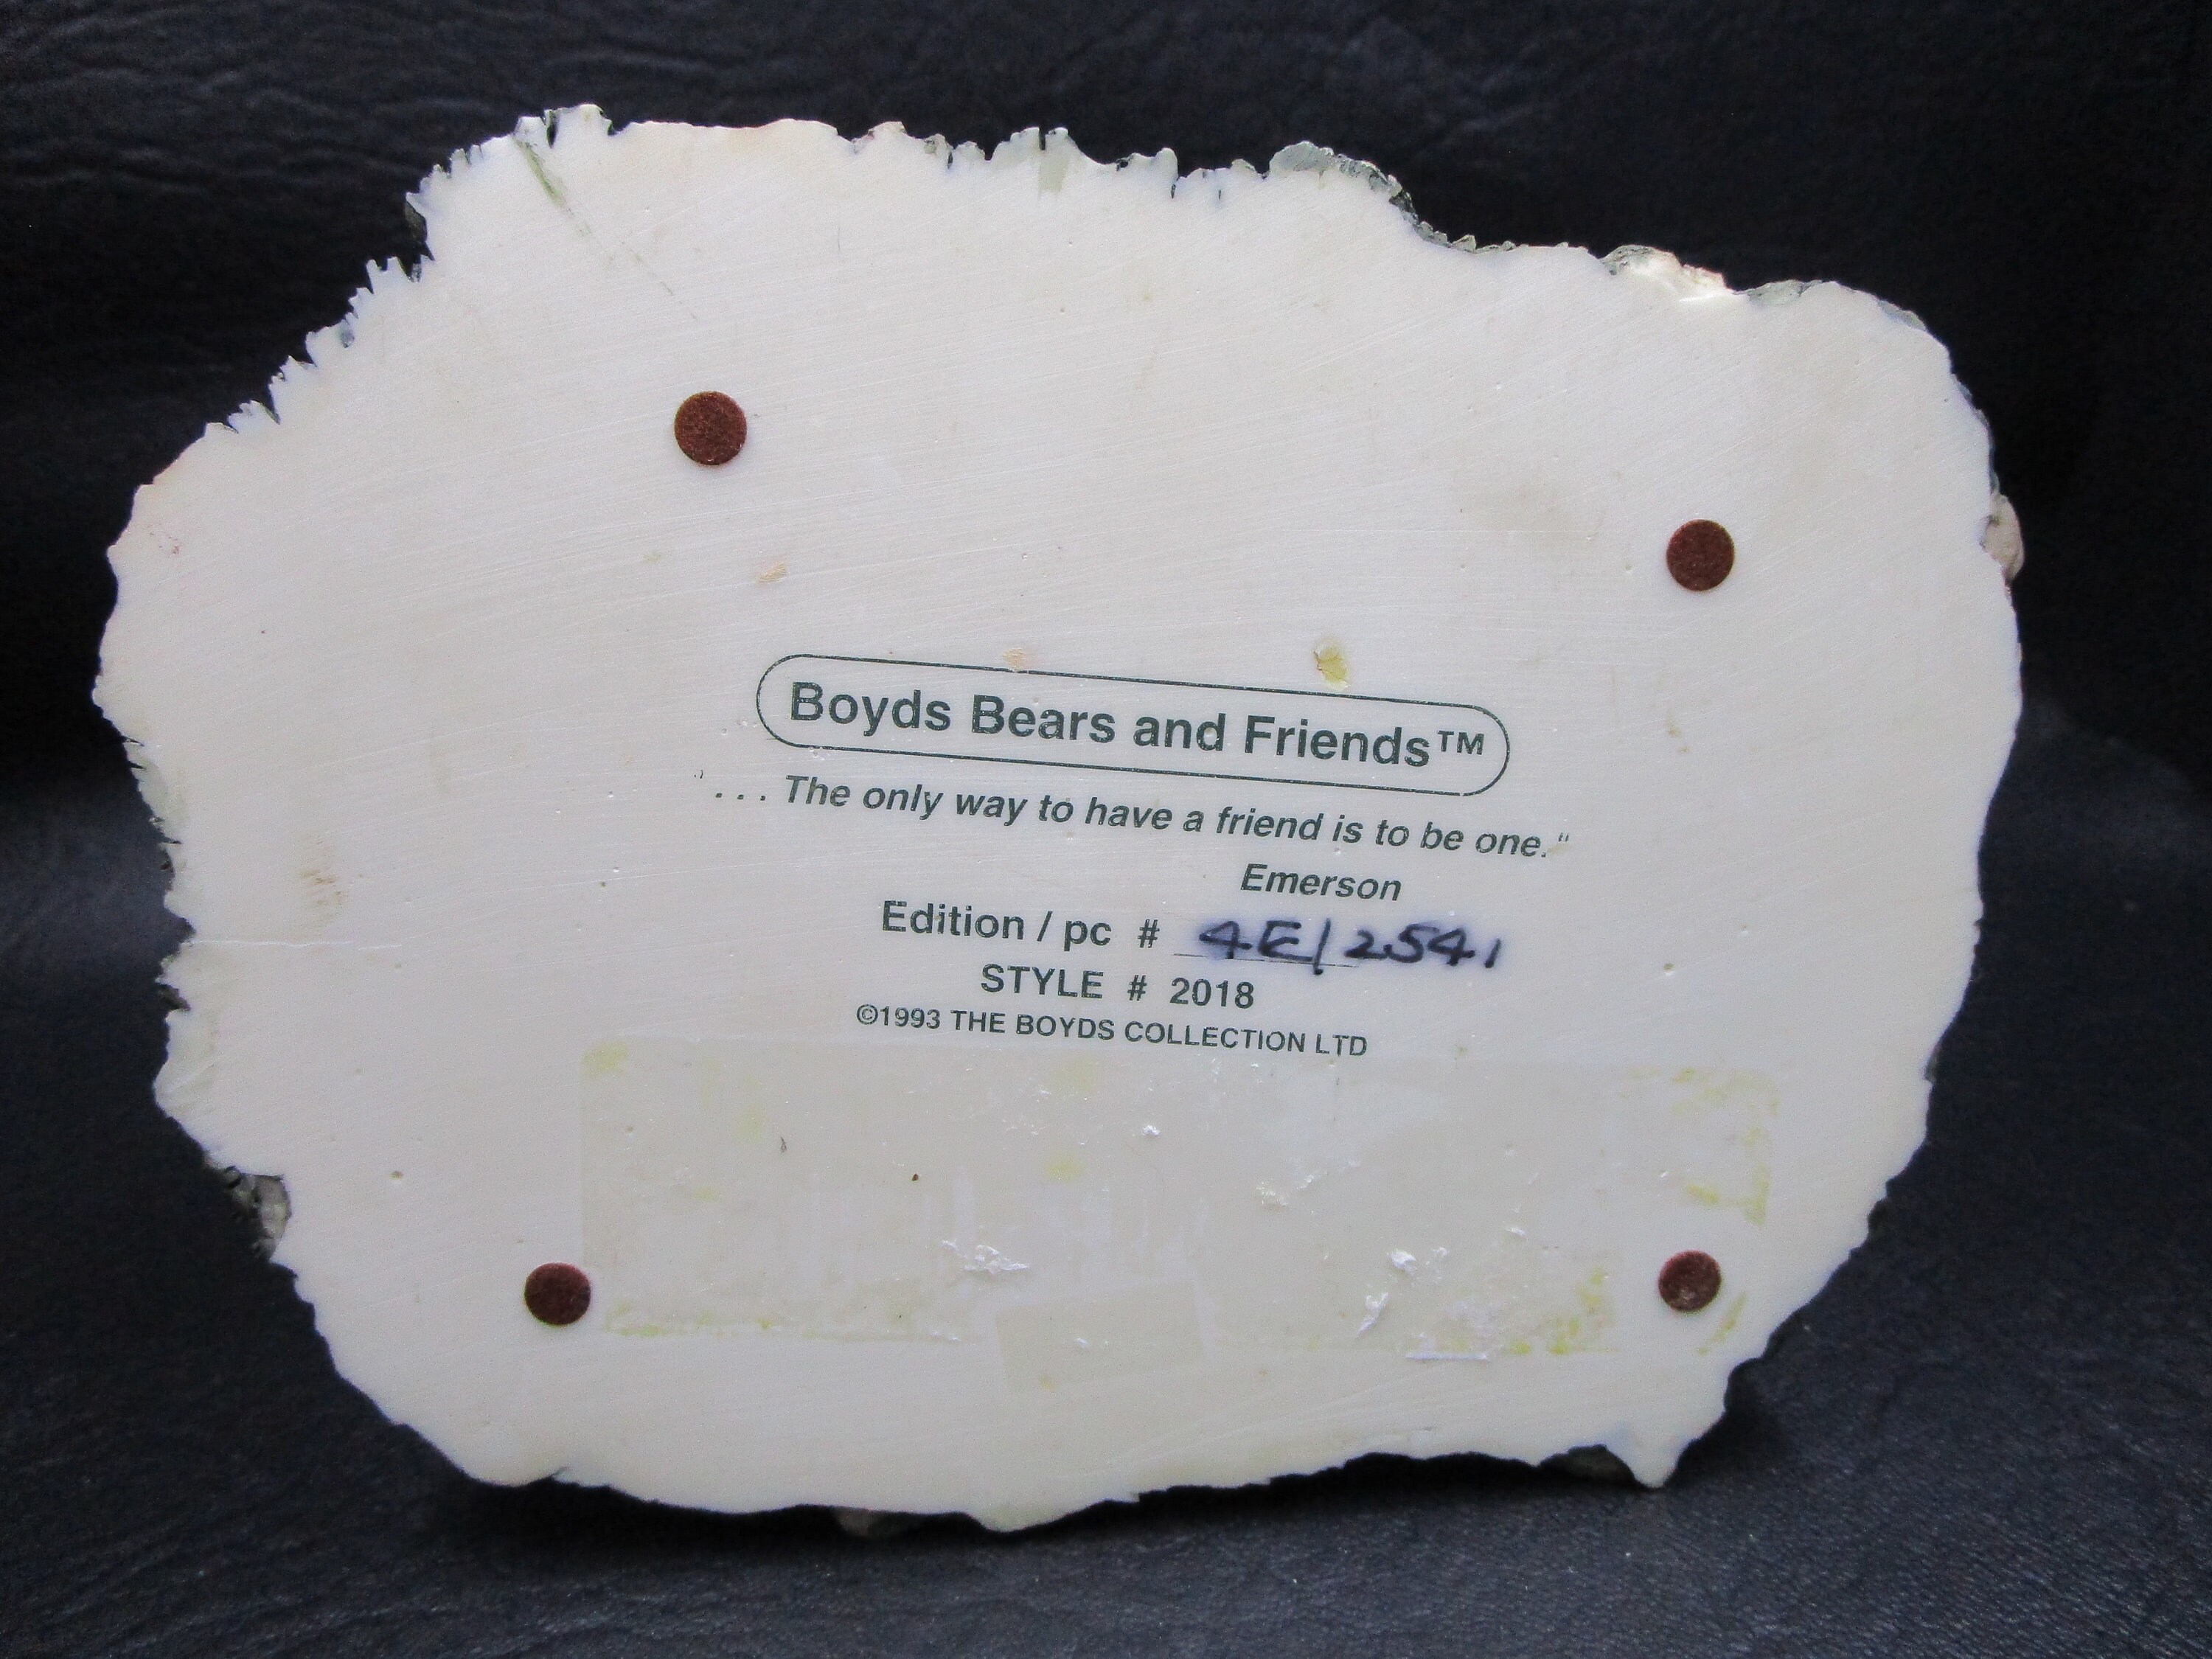 Boyds Bears and Friends™
". . . The only way to have a friend is to be one."
Emerson
Edition / pc # 4E/2541
STYLE # 2018
©1993 THE BOYDS COLLECTION LTD